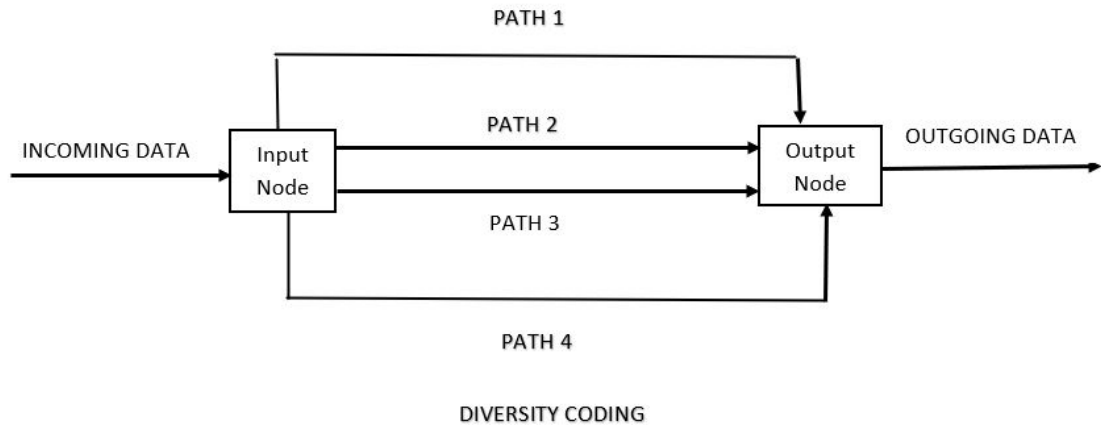 PATH 1
PATH 2
INCOMING DATA
Input
Node
Output
Node
OUTGOING DATA
PATH 3
PATH 4
DIVERSITY CODING